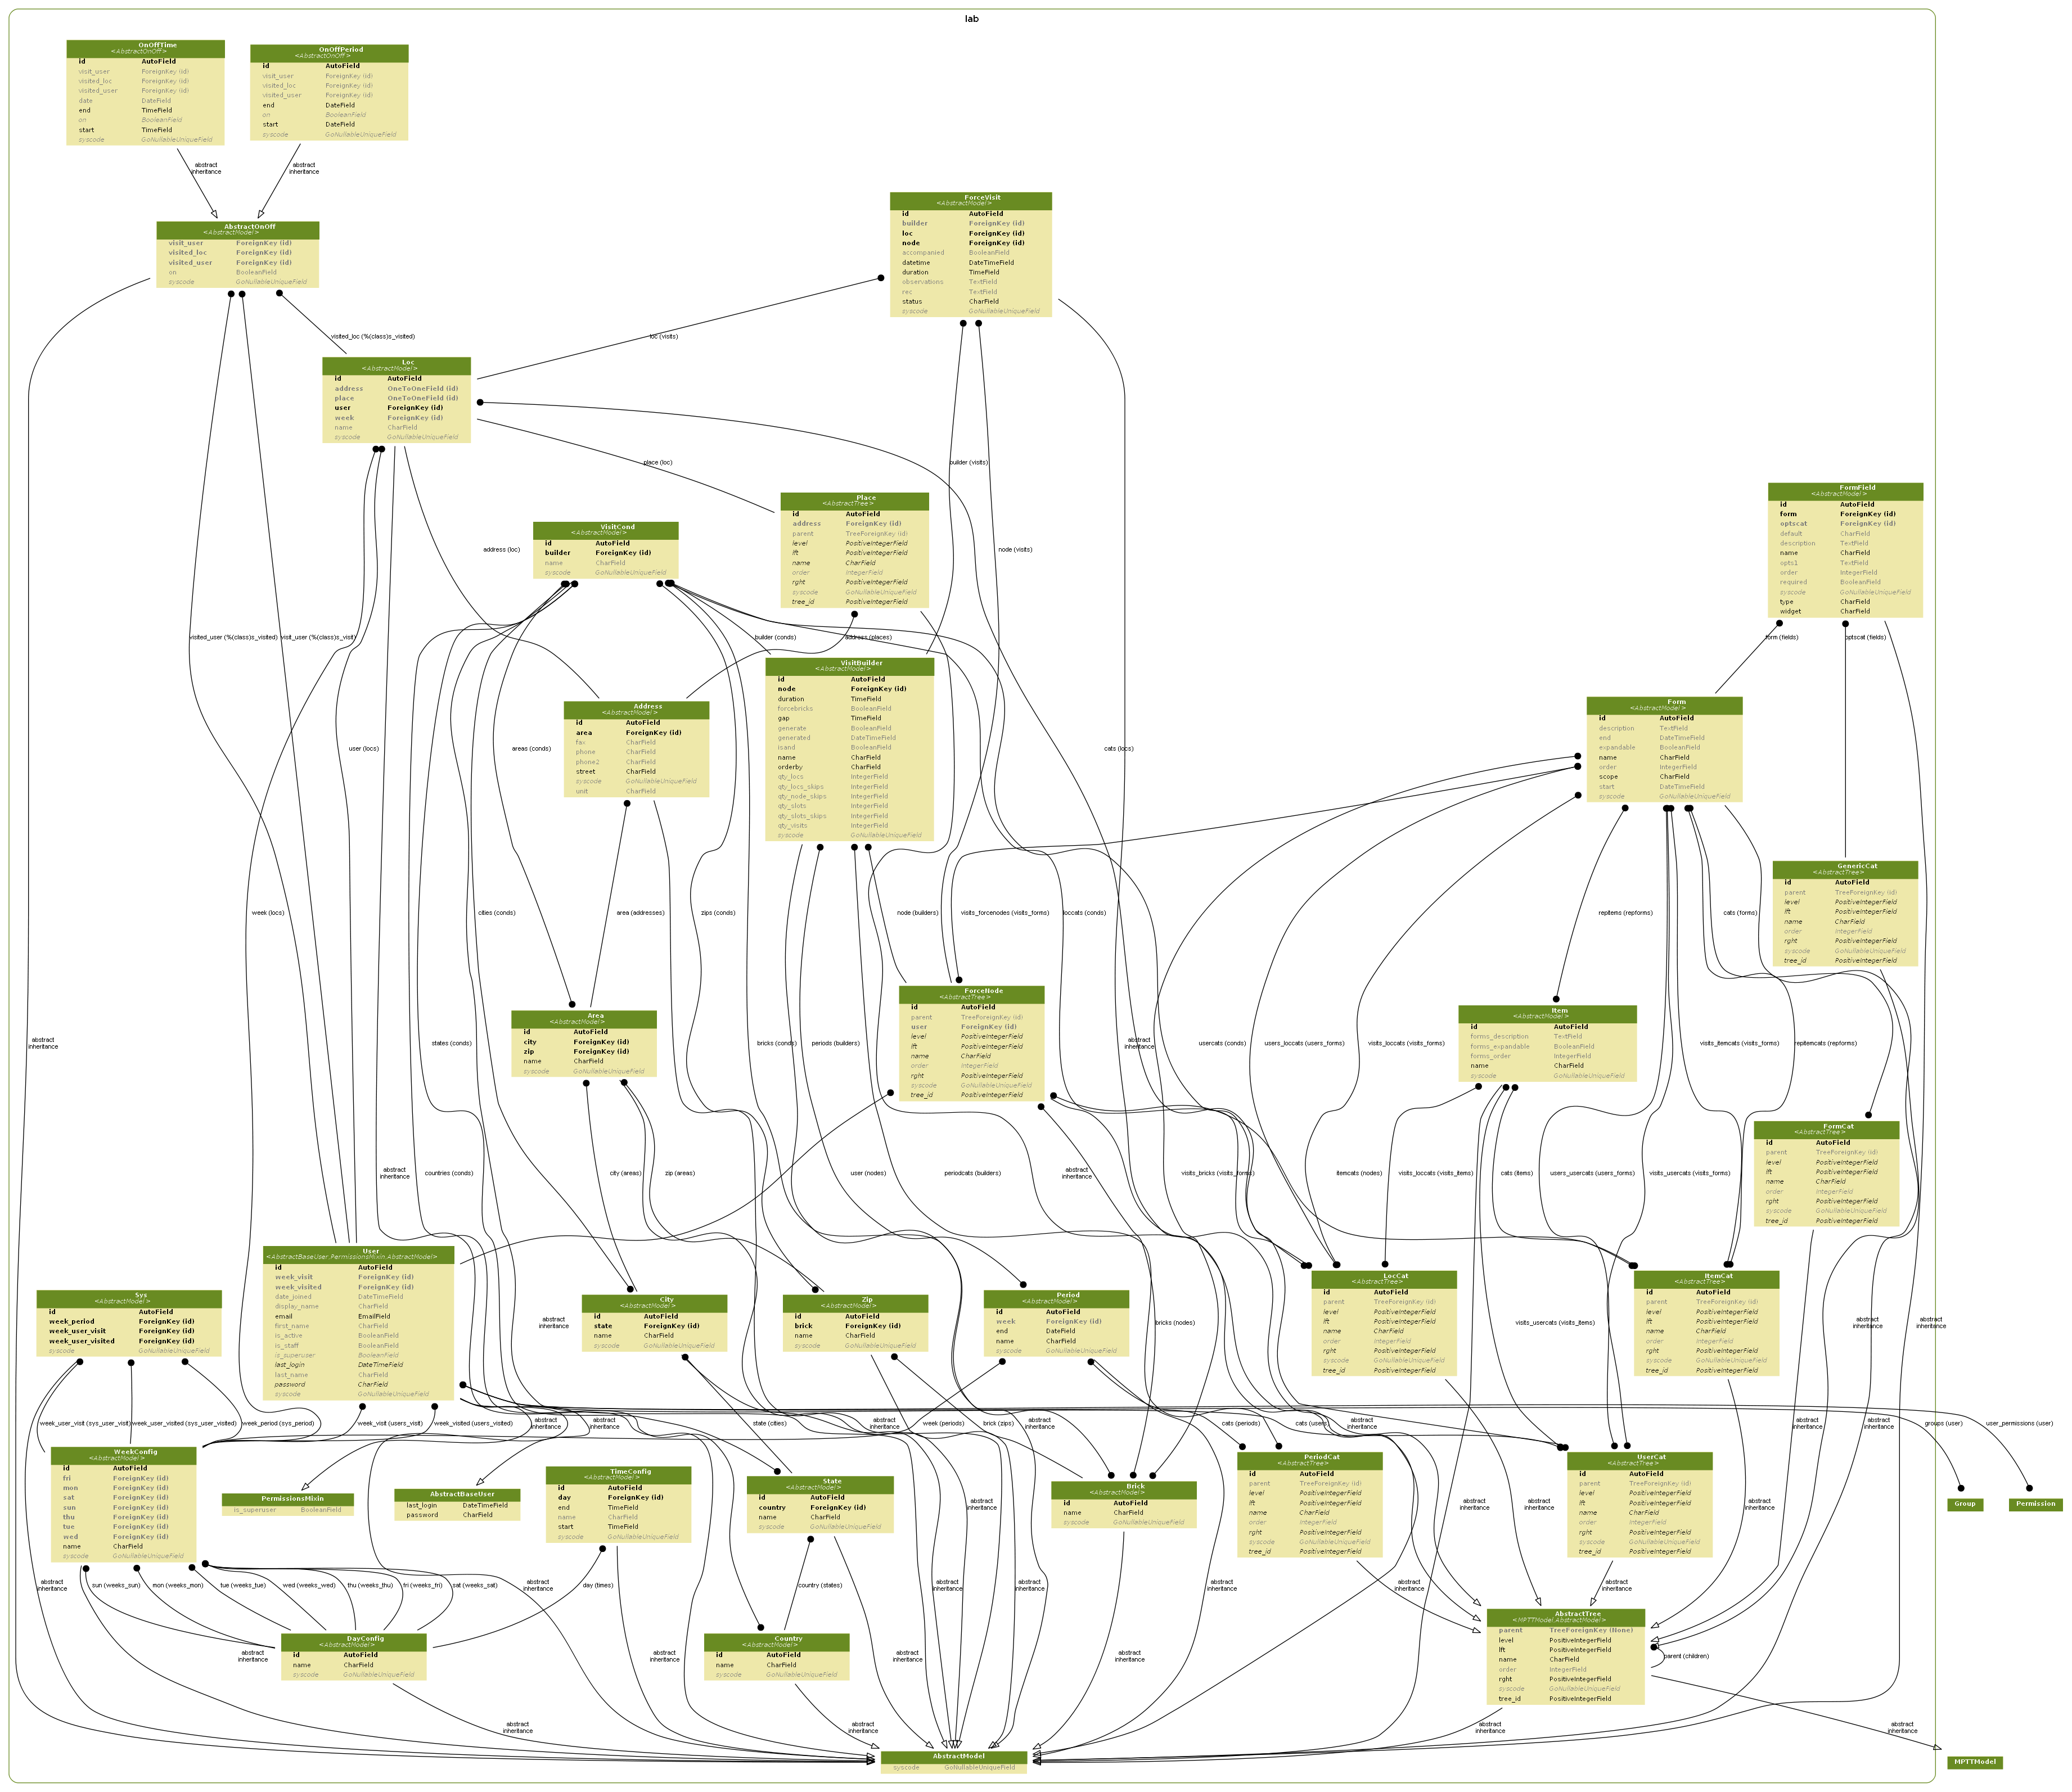 lab
OnOffTime
<AbstractOnOff>
id AutoField
visit_user ForeignKey (id)
visited_loc ForeignKey (id)
visited_user ForeignKey (id)
date DateField
end TimeField
on BooleanField
start TimeField
syscode GoNullableUniqueField
OnOffPeriod
<AbstractOnOff>
id AutoField
visit_user ForeignKey (id)
visited_loc ForeignKey (id)
visited_user ForeignKey (id)
end DateField
on BooleanField
start DateField
syscode GoNullableUniqueField
abstract
inheritance
abstract
inheritance
ForceVisit
<AbstractModel>
id AutoField
builder ForeignKey (id)
loc ForeignKey (id)
node ForeignKey (id)
accompanied BooleanField
datetime DateTimeField
duration TimeField
observations TextField
rec TextField
status CharField
syscode GoNullableUniqueField
AbstractOnOff
<AbstractModel>
visit_user ForeignKey (id)
visited_loc ForeignKey (id)
visited_user ForeignKey (id)
on BooleanField
syscode GoNullableUniqueField
visited_loc (%(class)s_visited)
loc (visits)
Loc
<AbstractModel>
id AutoField
address OneToOneField (id)
place OneToOneField (id)
user ForeignKey (id)
week ForeignKey (id)
name CharField
syscode GoNullableUniqueField
place (loc)
builder (visits)
Place
<AbstractTree>
id AutoField
address ForeignKey (id)
parent TreeForeignKey (id)
level PositiveIntegerField
lft PositiveIntegerField
name CharField
order IntegerField
rght PositiveIntegerField
syscode GoNullableUniqueField
tree_id PositiveIntegerField
FormField
<AbstractModel>
id AutoField
form ForeignKey (id)
optscat ForeignKey (id)
default CharField
description TextField
name CharField
opts1 TextField
order IntegerField
required BooleanField
syscode GoNullableUniqueField
type CharField
widget CharField
VisitCond
<AbstractModel>
id AutoField
builder ForeignKey (id)
name CharField
syscode GoNullableUniqueField
address (loc)
node (visits)
visited_user (%(class)s_visited)
visit_user (%(class)s_visit)
builder (conds)
address (places)
form (fields)
optscat (fields)
VisitBuilder
<AbstractModel>
id AutoField
node ForeignKey (id)
duration TimeField
forcebricks BooleanField
gap TimeField
generate BooleanField
generated DateTimeField
isand BooleanField
name CharField
orderby CharField
qty_locs IntegerField
qty_locs_skips IntegerField
qty_node_skips IntegerField
qty_slots IntegerField
qty_slots_skips IntegerField
qty_visits IntegerField
syscode GoNullableUniqueField
Address
<AbstractModel>
id AutoField
area ForeignKey (id)
fax CharField
phone CharField
phone2 CharField
street CharField
syscode GoNullableUniqueField
unit CharField
Form
<AbstractModel>
id AutoField
description TextField
end DateTimeField
expandable BooleanField
name CharField
order IntegerField
scope CharField
start DateTimeField
syscode GoNullableUniqueField
user (locs)
areas (conds)
cats (locs)
GenericCat
<AbstractTree>
id AutoField
parent TreeForeignKey (id)
level PositiveIntegerField
lft PositiveIntegerField
name CharField
order IntegerField
rght PositiveIntegerField
syscode GoNullableUniqueField
tree_id PositiveIntegerField
week (locs)
cities (conds)
area (addresses)
zips (conds)
node (builders)
visits_forcenodes (visits_forms)
loccats (conds)
repitems (repforms)
cats (forms)
ForceNode
<AbstractTree>
id AutoField
parent TreeForeignKey (id)
user ForeignKey (id)
level PositiveIntegerField
lft PositiveIntegerField
name CharField
order IntegerField
rght PositiveIntegerField
syscode GoNullableUniqueField
tree_id PositiveIntegerField
Area
<AbstractModel>
id AutoField
city ForeignKey (id)
zip ForeignKey (id)
name CharField
syscode GoNullableUniqueField
Item
<AbstractModel>
id AutoField
forms_description TextField
forms_expandable BooleanField
forms_order IntegerField
name CharField
syscode GoNullableUniqueField
abstract
inheritance
states (conds)
bricks (conds)
periods (builders)
abstract
inheritance
usercats (conds)
users_loccats (users_forms)
visits_loccats (visits_forms)
visits_itemcats (visits_forms)
repitemcats (repforms)
FormCat
<AbstractTree>
id AutoField
parent TreeForeignKey (id)
level PositiveIntegerField
lft PositiveIntegerField
name CharField
order IntegerField
rght PositiveIntegerField
syscode GoNullableUniqueField
tree_id PositiveIntegerField
abstract
inheritance
countries (conds)
city (areas)
zip (areas)
user (nodes)
periodcats (builders)
abstract
inheritance
visits_bricks (visits_forms)
itemcats (nodes)
visits_loccats (visits_items)
cats (items)
users_usercats (users_forms)
visits_usercats (visits_forms)
User
<AbstractBaseUser,PermissionsMixin,AbstractModel>
id AutoField
week_visit ForeignKey (id)
week_visited ForeignKey (id)
date_joined DateTimeField
display_name CharField
email EmailField
first_name CharField
is_active BooleanField
is_staff BooleanField
is_superuser BooleanField
last_login DateTimeField
last_name CharField
password CharField
syscode GoNullableUniqueField
Sys
<AbstractModel>
id AutoField
week_period ForeignKey (id)
week_user_visit ForeignKey (id)
week_user_visited ForeignKey (id)
syscode GoNullableUniqueField
abstract
inheritance
City
<AbstractModel>
id AutoField
state ForeignKey (id)
name CharField
syscode GoNullableUniqueField
Zip
<AbstractModel>
id AutoField
brick ForeignKey (id)
name CharField
syscode GoNullableUniqueField
Period
<AbstractModel>
id AutoField
week ForeignKey (id)
end DateField
name CharField
syscode GoNullableUniqueField
bricks (nodes)
LocCat
<AbstractTree>
id AutoField
parent TreeForeignKey (id)
level PositiveIntegerField
lft PositiveIntegerField
name CharField
order IntegerField
rght PositiveIntegerField
syscode GoNullableUniqueField
tree_id PositiveIntegerField
visits_usercats (visits_items)
ItemCat
<AbstractTree>
id AutoField
parent TreeForeignKey (id)
level PositiveIntegerField
lft PositiveIntegerField
name CharField
order IntegerField
rght PositiveIntegerField
syscode GoNullableUniqueField
tree_id PositiveIntegerField
abstract
inheritance
abstract
inheritance
week_user_visit (sys_user_visit)
week_user_visited (sys_user_visited)
week_period (sys_period)
week_visit (users_visit)
week_visited (users_visited)
abstract
inheritance
abstract
inheritance
state (cities)
abstract
inheritance
week (periods)
brick (zips)
abstract
inheritance
cats (periods)
cats (users)
abstract
inheritance
abstract
inheritance
abstract
inheritance
groups (user)
user_permissions (user)
WeekConfig
<AbstractModel>
id AutoField
fri ForeignKey (id)
mon ForeignKey (id)
sat ForeignKey (id)
sun ForeignKey (id)
thu ForeignKey (id)
tue ForeignKey (id)
wed ForeignKey (id)
name CharField
syscode GoNullableUniqueField
PermissionsMixin
is_superuser BooleanField
AbstractBaseUser
last_login DateTimeField
password CharField
TimeConfig
<AbstractModel>
id AutoField
day ForeignKey (id)
end TimeField
name CharField
start TimeField
syscode GoNullableUniqueField
State
<AbstractModel>
id AutoField
country ForeignKey (id)
name CharField
syscode GoNullableUniqueField
abstract
inheritance
Brick
<AbstractModel>
id AutoField
name CharField
syscode GoNullableUniqueField
PeriodCat
<AbstractTree>
id AutoField
parent TreeForeignKey (id)
level PositiveIntegerField
lft PositiveIntegerField
name CharField
order IntegerField
rght PositiveIntegerField
syscode GoNullableUniqueField
tree_id PositiveIntegerField
abstract
inheritance
abstract
inheritance
UserCat
<AbstractTree>
id AutoField
parent TreeForeignKey (id)
level PositiveIntegerField
lft PositiveIntegerField
name CharField
order IntegerField
rght PositiveIntegerField
syscode GoNullableUniqueField
tree_id PositiveIntegerField
abstract
inheritance
Group
Permission
abstract
inheritance
sun (weeks_sun)
mon (weeks_mon)
tue (weeks_tue)
wed (weeks_wed)
thu (weeks_thu)
fri (weeks_fri)
sat (weeks_sat)
abstract
inheritance
day (times)
country (states)
abstract
inheritance
abstract
inheritance
abstract
inheritance
abstract
inheritance
abstract
inheritance
abstract
inheritance
DayConfig
<AbstractModel>
id AutoField
name CharField
syscode GoNullableUniqueField
abstract
inheritance
abstract
inheritance
Country
<AbstractModel>
id AutoField
name CharField
syscode GoNullableUniqueField
abstract
inheritance
abstract
inheritance
AbstractTree
<MPTTModel,AbstractModel>
parent TreeForeignKey (None)
level PositiveIntegerField
lft PositiveIntegerField
name CharField
order IntegerField
rght PositiveIntegerField
syscode GoNullableUniqueField
tree_id PositiveIntegerField
parent (children)
abstract
inheritance
abstract
inheritance
abstract
inheritance
abstract
inheritance
AbstractModel
syscode GoNullableUniqueField
MPTTModel